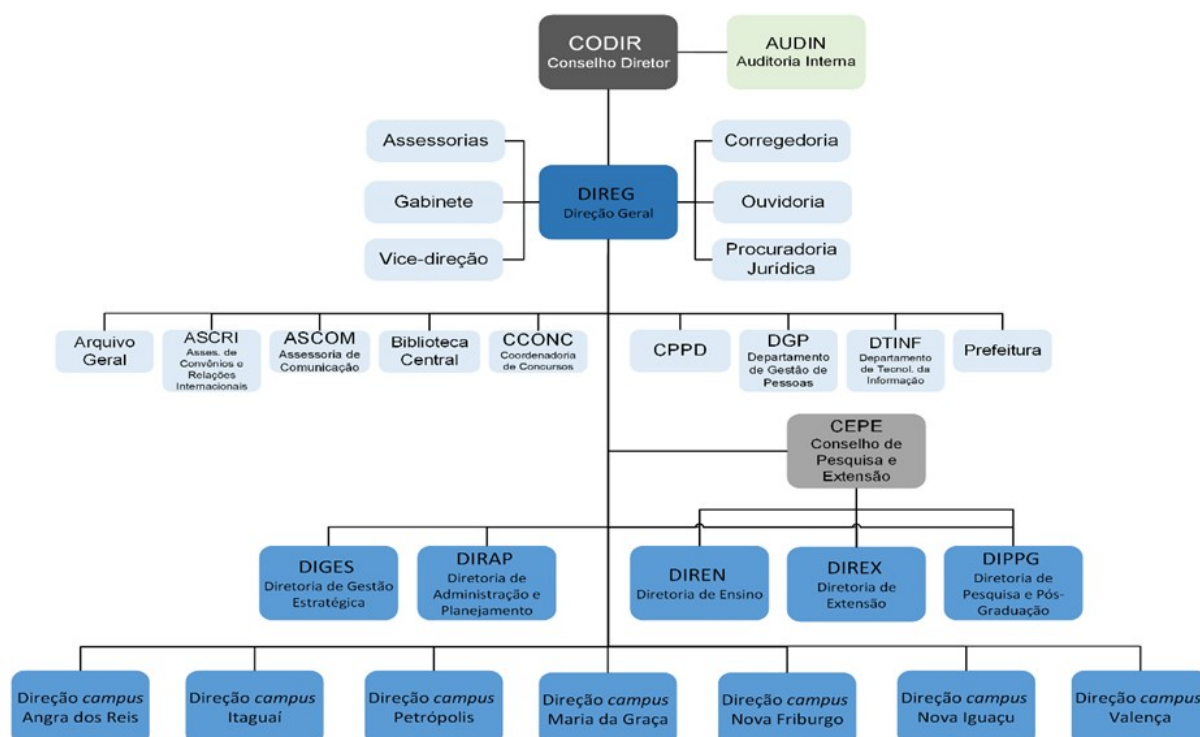 CODIR
Conselho Diretor
AUDIN
Auditoria Interna
Assessorias
Corregedoria
Gabinete
DIREG
Direção Geral
Ouvidoria
Vice-direção
Procuradoria
Jurídica
Arquivo
Geral
ASCRI
Asses. de
Convênios e
Relações
Internacionais
ASCOM
Assessoria de
Comunicação
Biblioteca
Central
CCONC
Coordenadoria
de Concursos
CPPD
DGP
Departamento
de Gestão de
Pessoas
DTINF
Departamento
de Tecnol. da
Informação
Prefeitura
CEPE
Conselho de
Pesquisa e
Extensão
DIGES
Diretoria de Gestão
Estratégica
DIRAP
Diretoria de
Administração e
Planejamento
DIREN
Diretoria de Ensino
DIREX
Diretoria de
Extensão
DIPPG
Diretoria de
Pesquisa e Pós-
Graduação
Direção campus
Angra dos Reis
Direção campus
Itaguaí
Direção campus
Petrópolis
Direção campus
Maria da Graça
Direção campus
Nova Friburgo
Direção campus
Nova Iguaçu
Direção campus
Valença